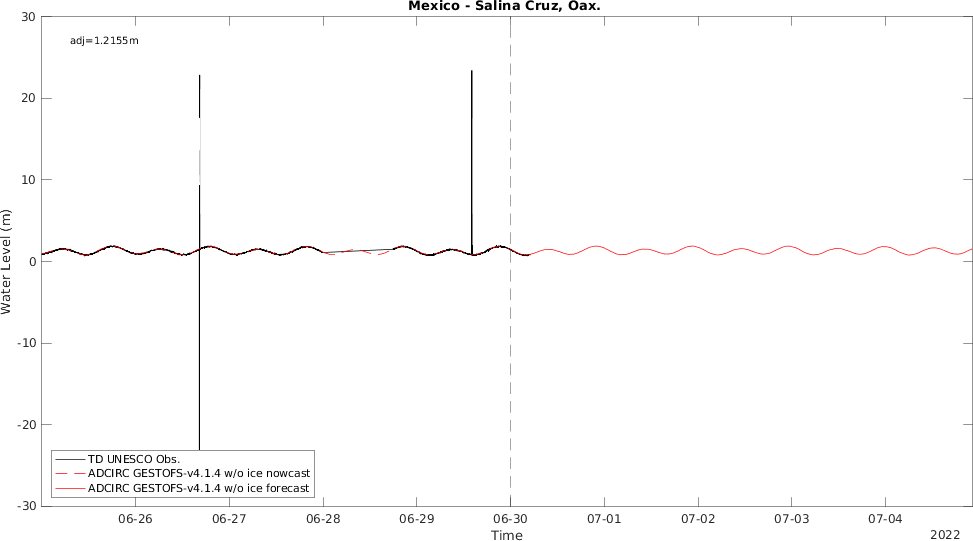 Mexico - Salina Cruz, Oax.
adj=1.2155m
30
20
10
0
-10
-20
-30
Water Level (m)
TD UNESCO Obs.
ADCIRC GESTOFS-v4.1.4 w/o ice nowcast
ADCIRC GESTOFS-v4.1.4 w/o ice forecast
06-26 06-27 06-28 06-29 06-30 07-01 07-02 07-03 07-04
Time
2022